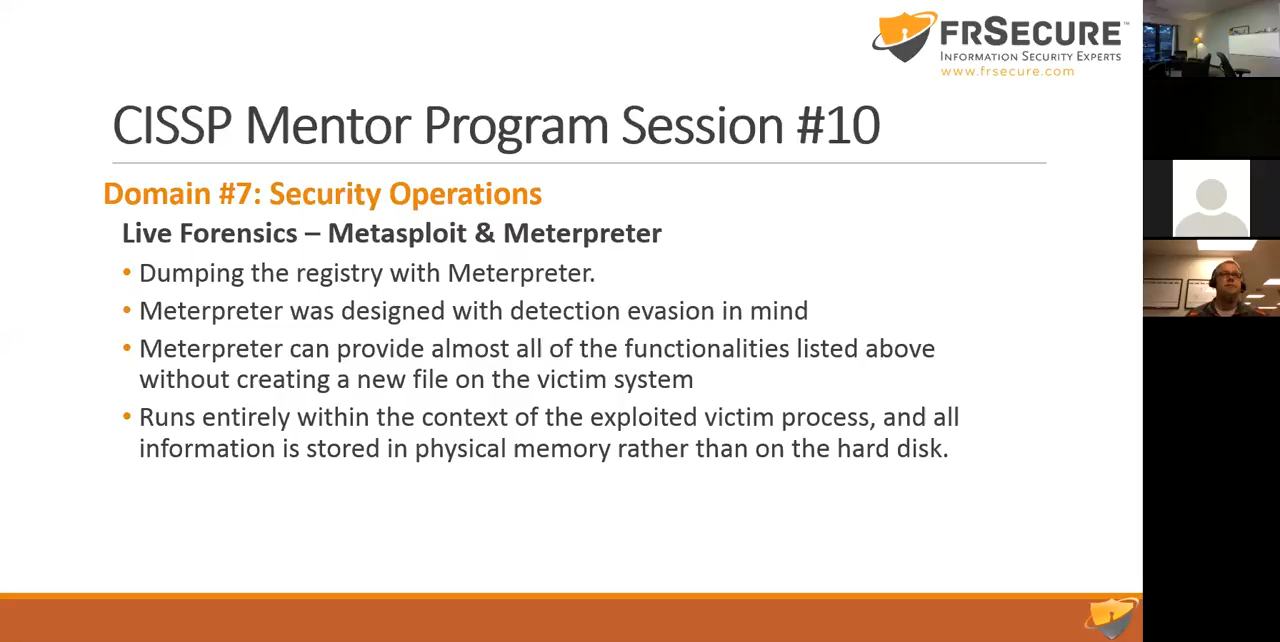 FRSECURE™
INFORMATION SECURITY EXPERTS
www.frsecure.com
CISSP Mentor Program Session #10
Domain #7: Security Operations
Live Forensics – Metasploit & Meterpreter
• Dumping the registry with Meterpreter.
• Meterpreter was designed with detection evasion in mind
• Meterpreter can provide almost all of the functionalities listed above
without creating a new file on the victim system
• Runs entirely within the context of the exploited victim process, and all
information is stored in physical memory rather than on the hard disk.